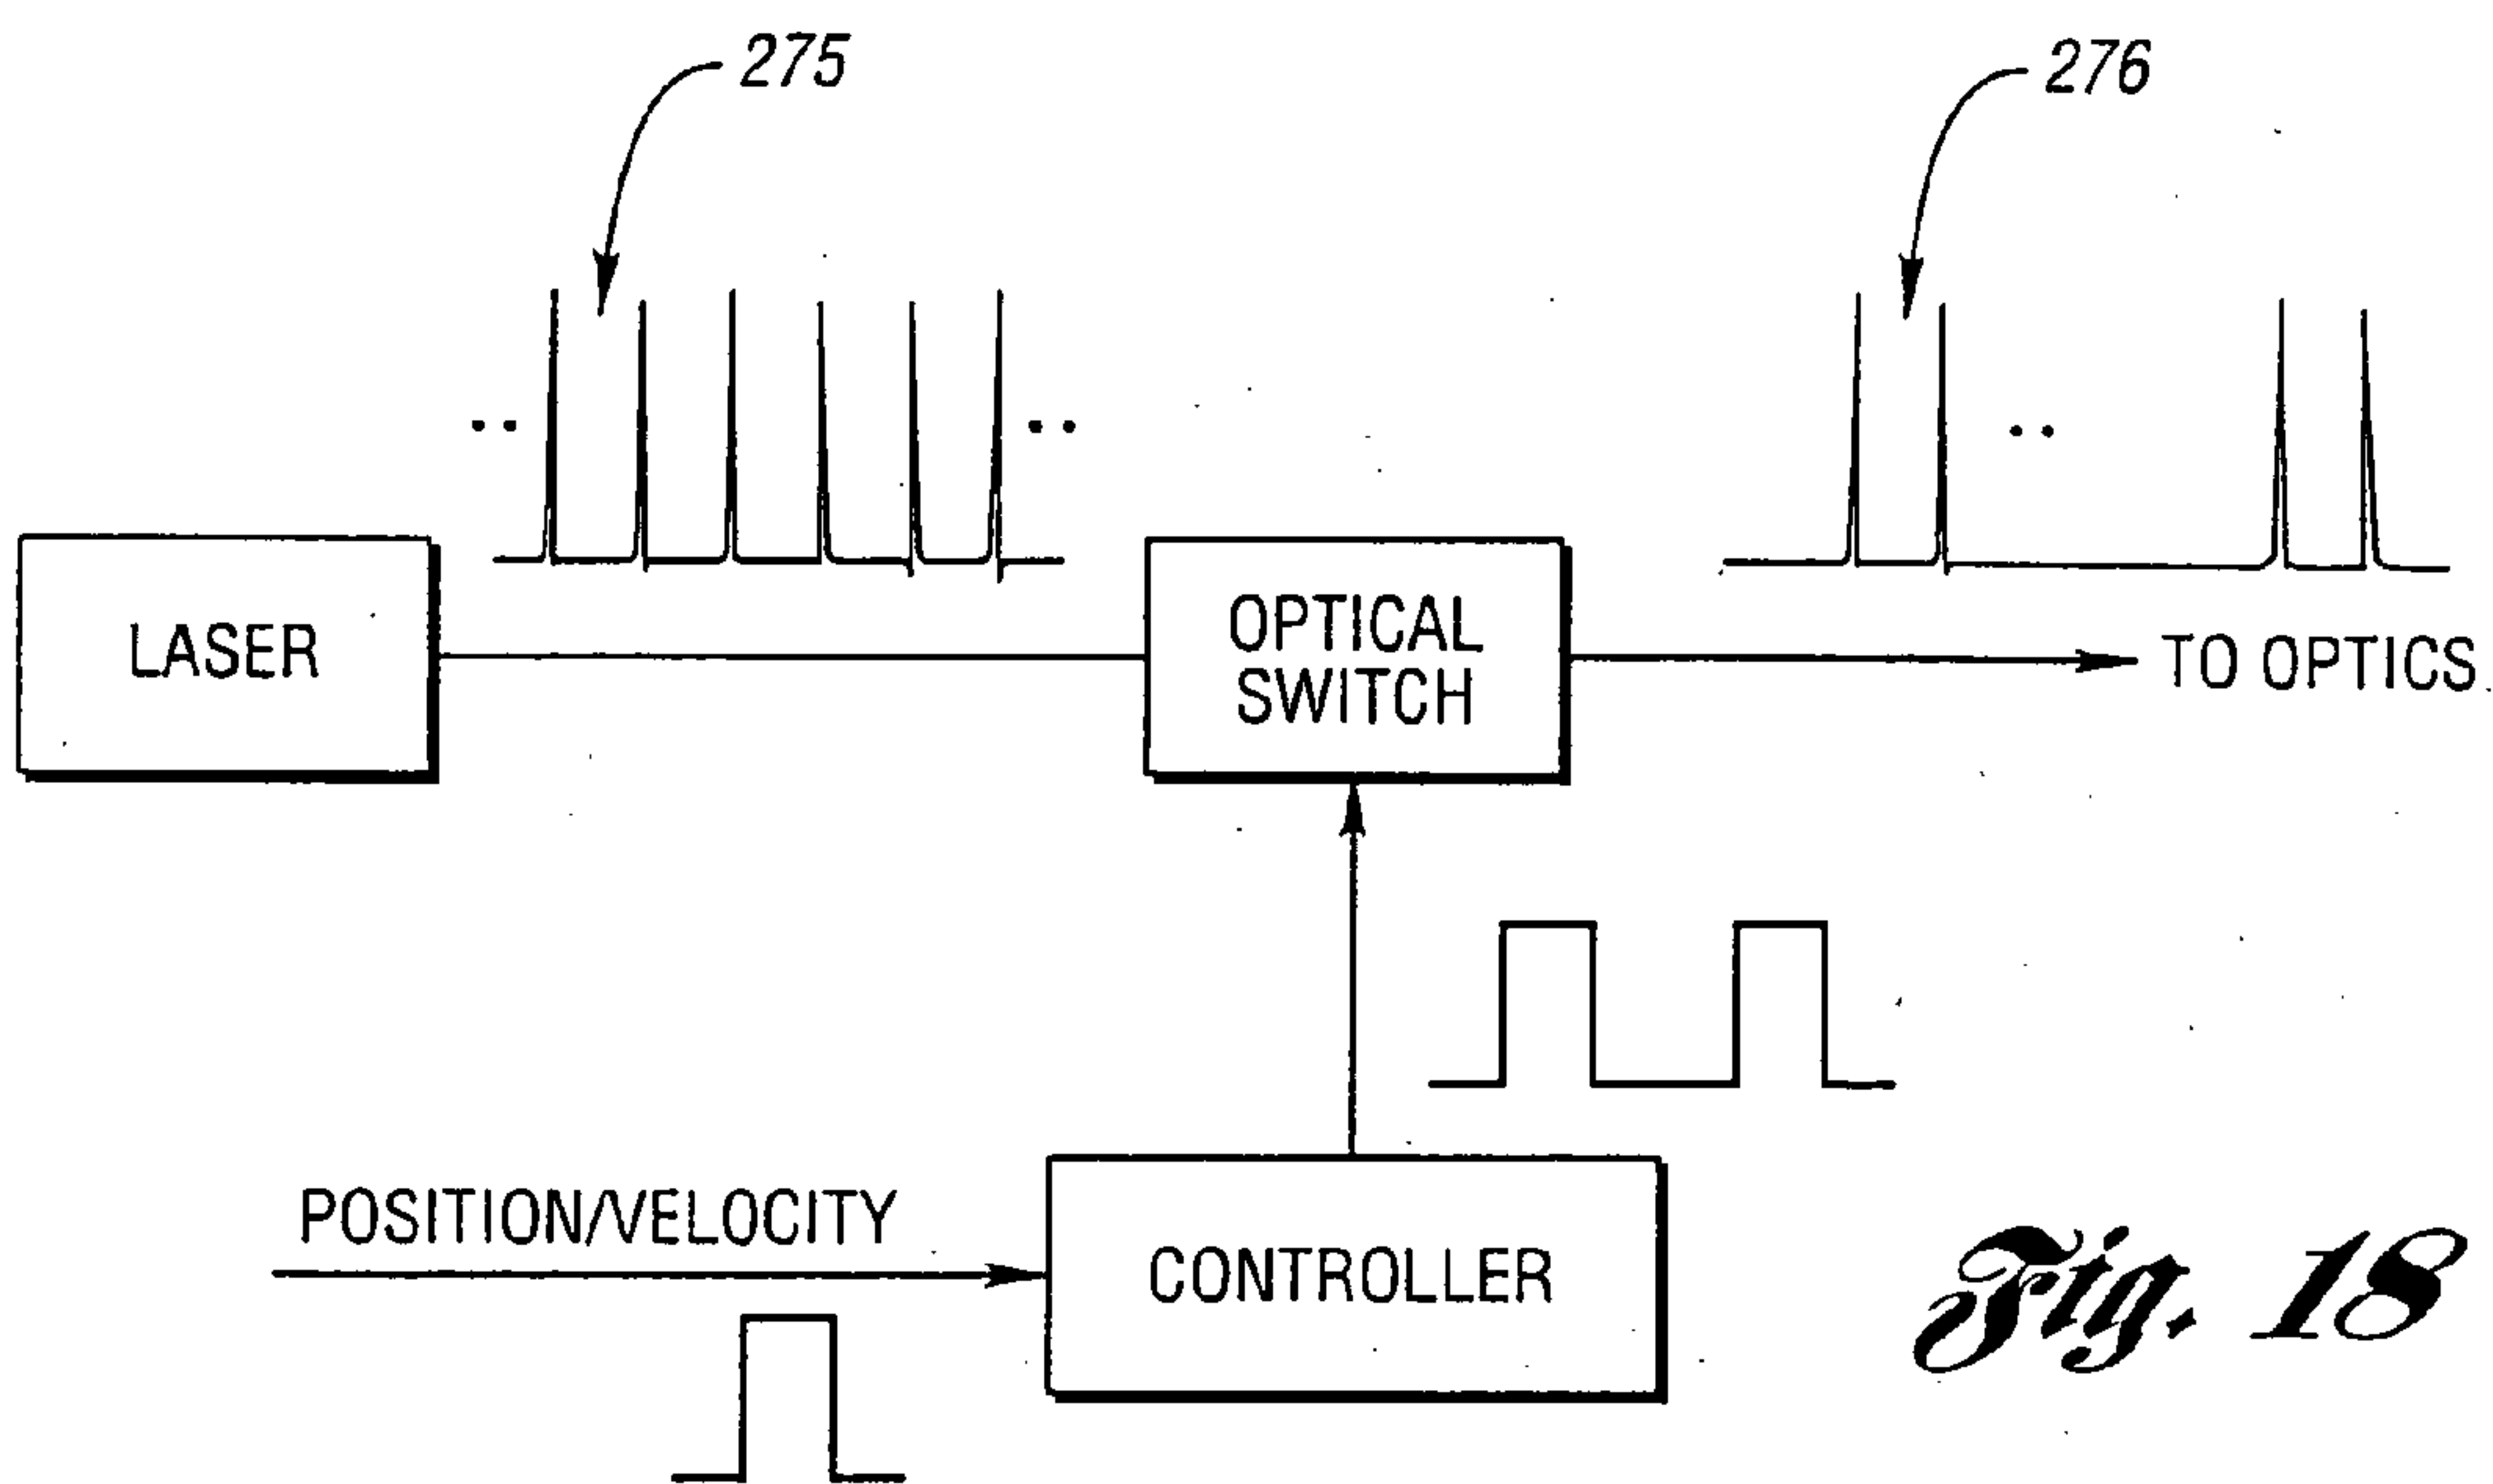 275
276
LASER
OPTICAL
SWITCH
TO OPTICS
POSITION/VELOCITY
CONTROLLER
Fig. 18